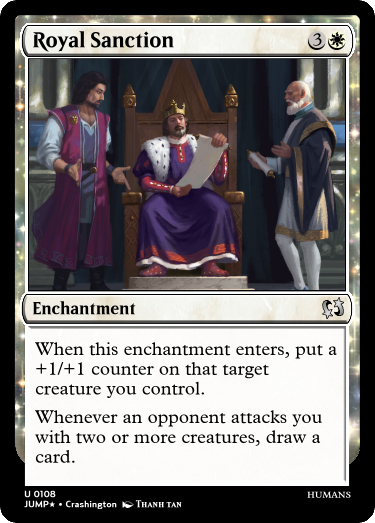 Royal Sanction 3
Enchantment
When this enchantment enters, put a
+1/+1 counter on that target
creature you control.
Whenever an opponent attacks you
with two or more creatures, draw a
card.
U 0108
JUMP★ • Crashington Thanh tan
HUMANS